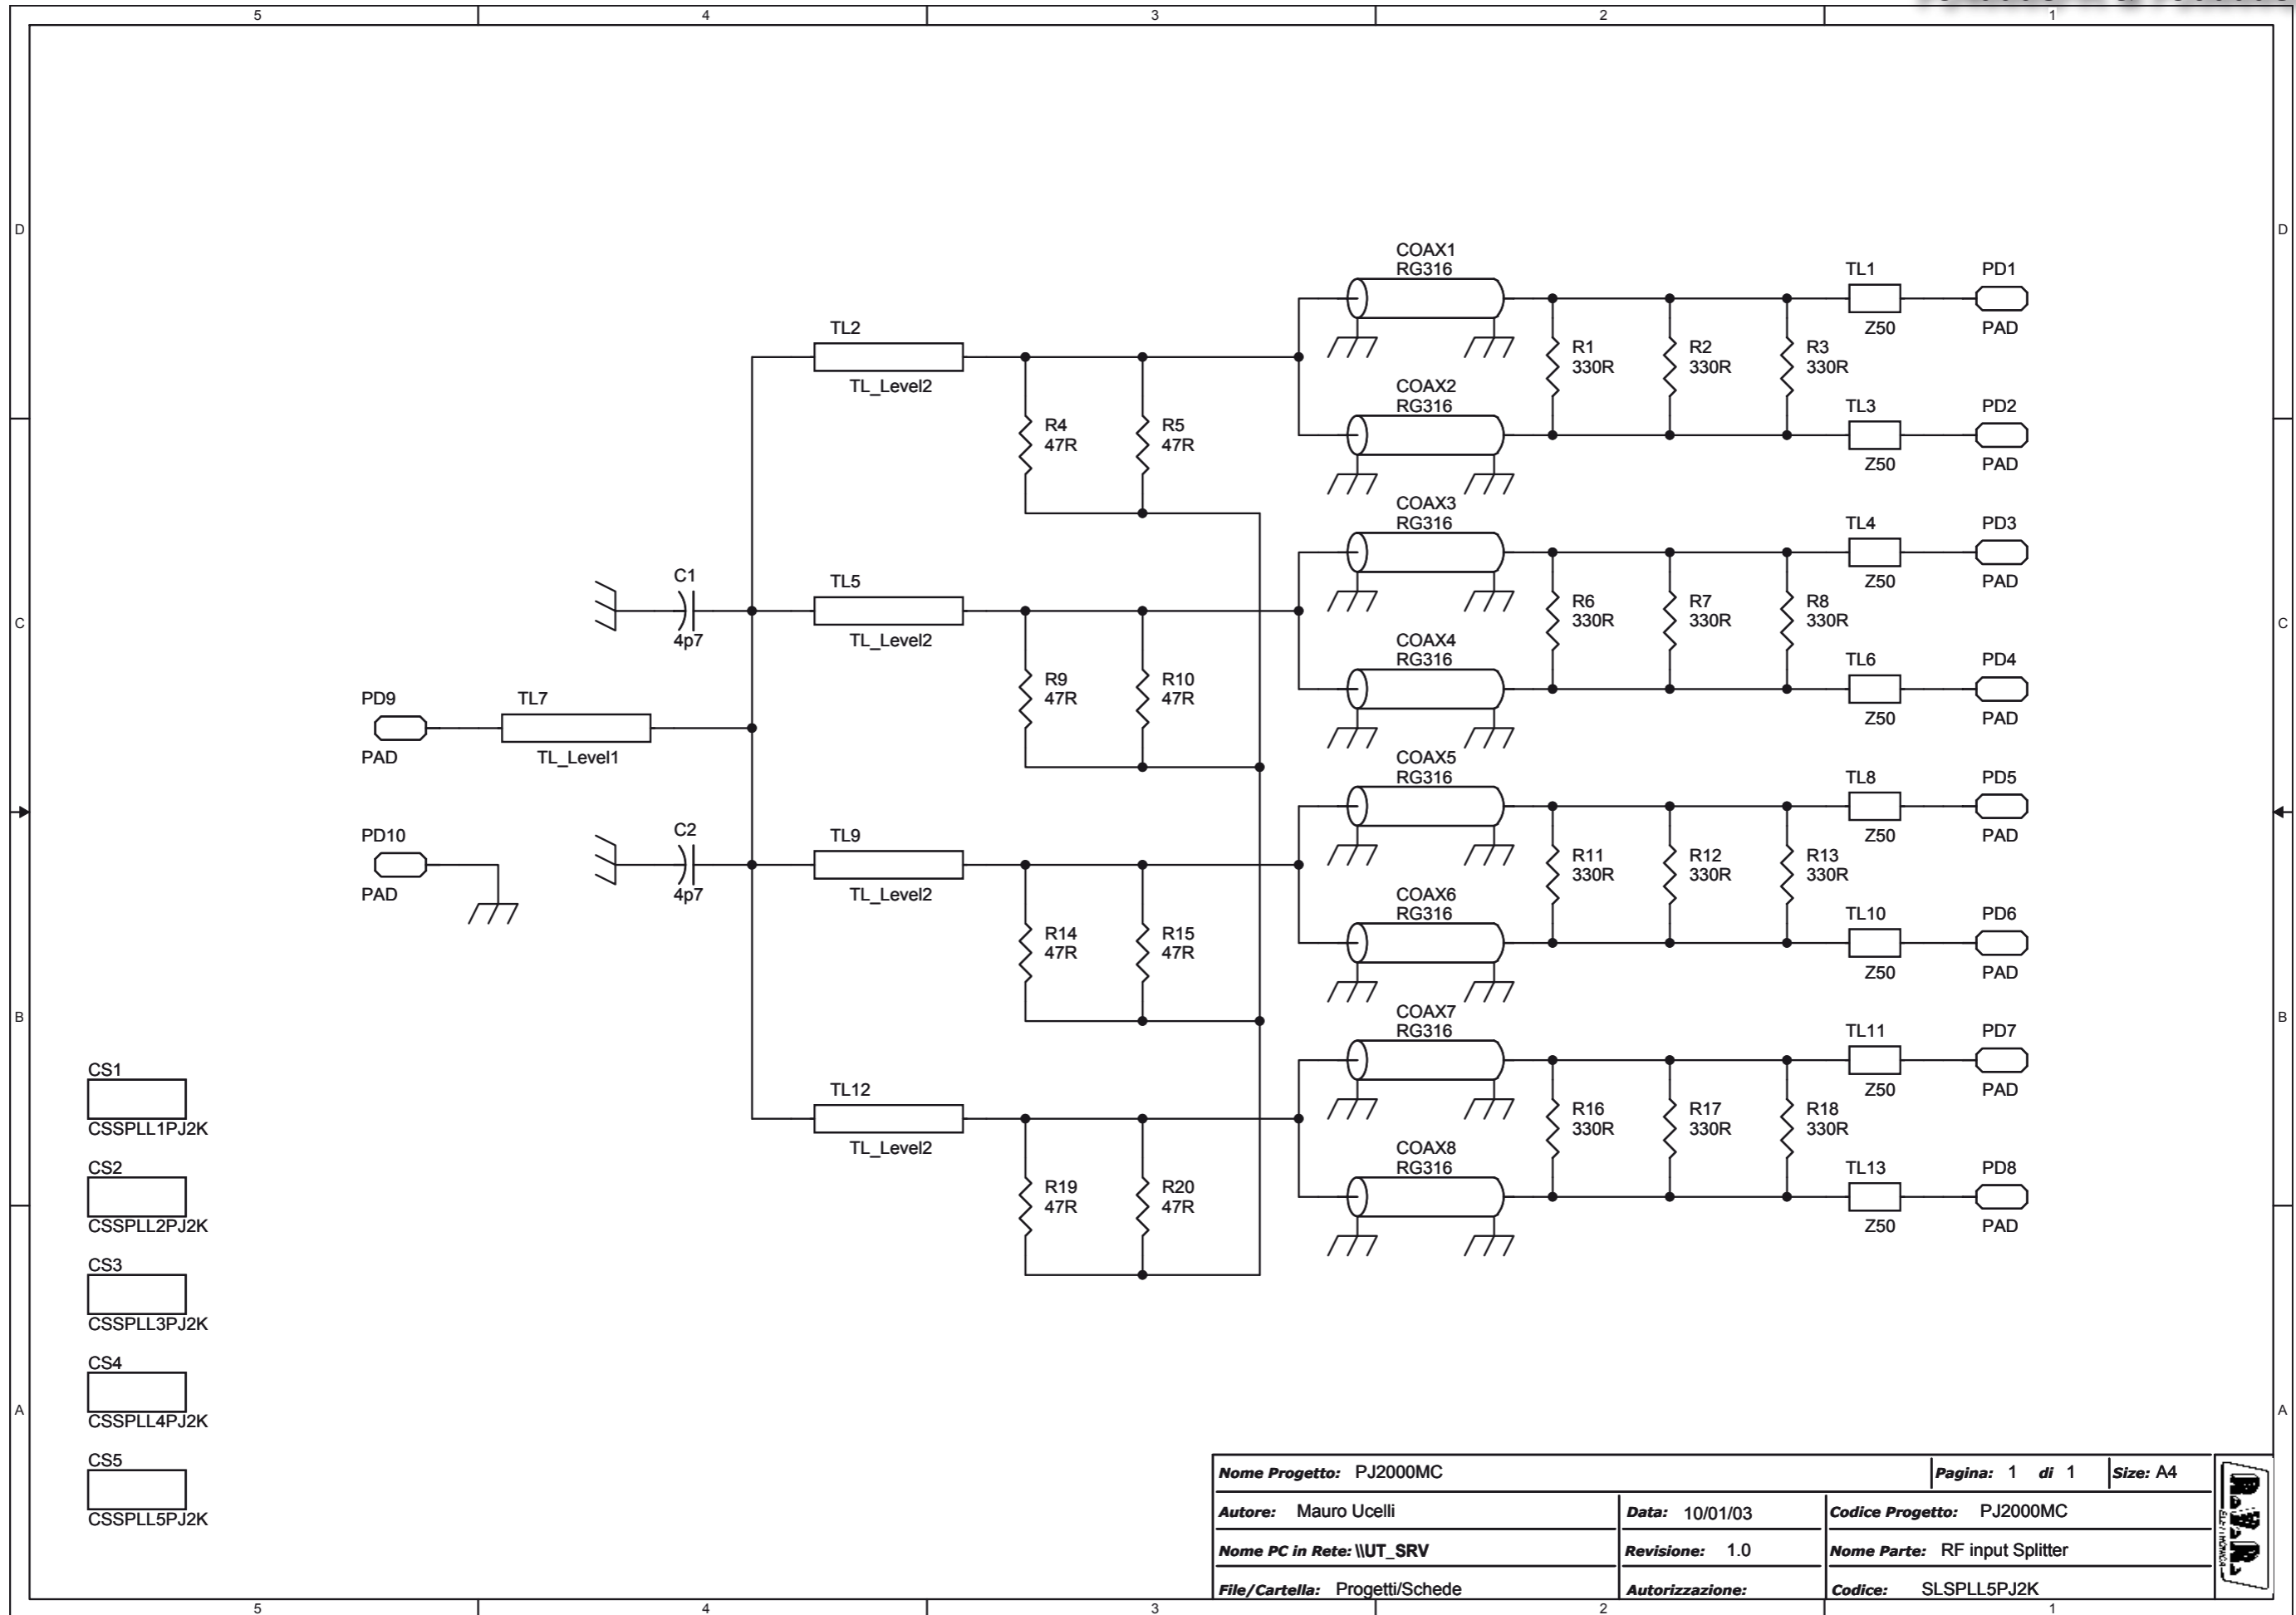 5 4 3 2 1
D D
C C
B B
A A
COAX1
RG316
TL1 PD1
Z50 PAD
TL2
TL_Level2
R1
330R
R2
330R
R3
330R
COAX2
RG316
TL3 PD2
Z50 PAD
R4
47R
R5
47R
COAX3
RG316
TL4 PD3
Z50 PAD
C1
4p7
TL5
TL_Level2
R6
330R
R7
330R
R8
330R
COAX4
RG316
TL6 PD4
Z50 PAD
R9
47R
R10
47R
PD9
PAD
TL7
TL_Level1
COAX5
RG316
TL8 PD5
Z50 PAD
PD10
PAD
C2
4p7
TL9
TL_Level2
R11
330R
R12
330R
R13
330R
COAX6
RG316
TL10 PD6
Z50 PAD
R14
47R
R15
47R
COAX7
RG316
TL11 PD7
Z50 PAD
TL12
TL_Level2
R16
330R
R17
330R
R18
330R
COAX8
RG316
TL13 PD8
Z50 PAD
R19
47R
R20
47R
CS1
CSSPLL1PJ2K
CS2
CSSPLL2PJ2K
CS3
CSSPLL3PJ2K
CS4
CSSPLL4PJ2K
CS5
CSSPLL5PJ2K
Nome Progetto: PJ2000MC Pagina: 1 di 1 Size: A4
Autore: Mauro Ucelli Data: 10/01/03 Codice Progetto: PJ2000MC
Nome PC in Rete: \\UT_SRV Revisione: 1.0 Nome Parte: RF input Splitter
File/Cartella: Progetti/Schede Autorizzazione: Codice: SLSPLL5PJ2K
R.V.R.
5 4 3 2 1